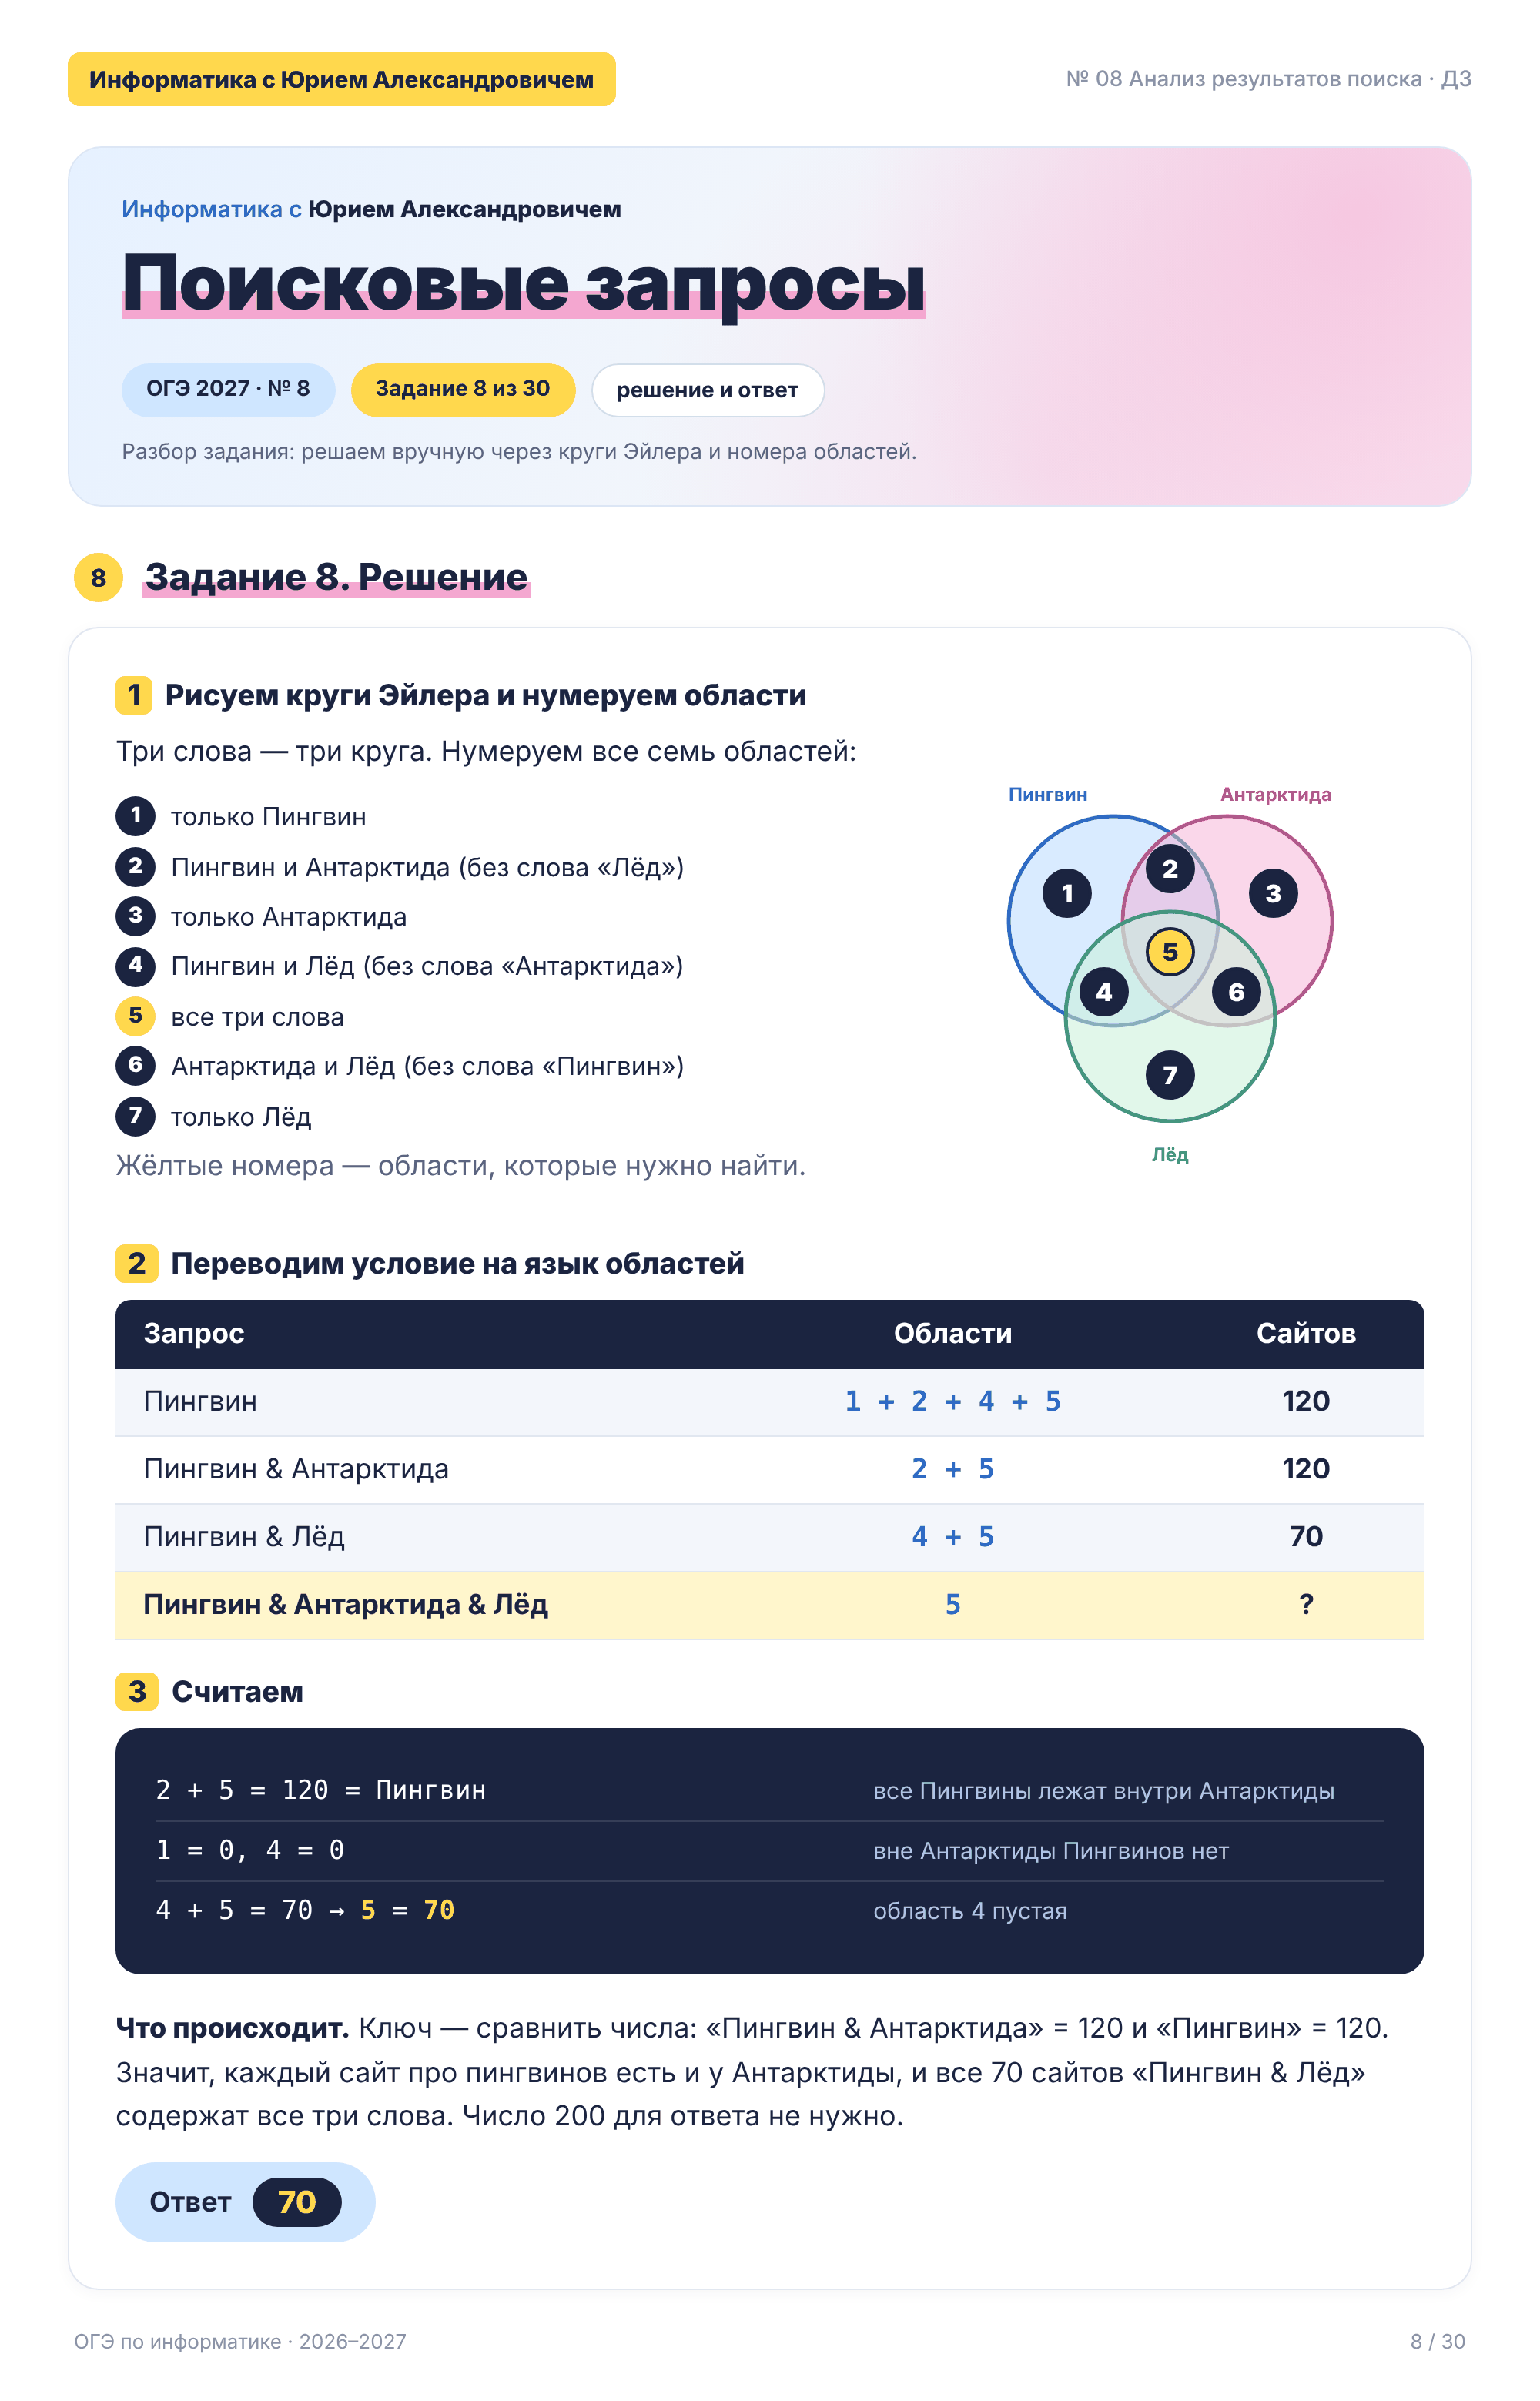 Информатика с Юрием Александровичем
№ 08 Анализ результатов поиска · ДЗ
Информатика с Юрием Александровичем
Поисковые запросы
ОГЭ 2027 · № 8
Задание 8 из 30
решение и ответ
Разбор задания: решаем вручную через круги Эйлера и номера областей.
8 Задание 8. Решение
1 Рисуем круги Эйлера и нумеруем области
Три слова — три круга. Нумеруем все семь областей:
1 только Пингвин
2 Пингвин и Антарктида (без слова «Лёд»)
3 только Антарктида
4 Пингвин и Лёд (без слова «Антарктида»)
5 все три слова
6 Антарктида и Лёд (без слова «Пингвин»)
7 только Лёд
Жёлтые номера — области, которые нужно найти.
Пингвин Антарктида
1 2 3
5
4 6
7
Лёд
2 Переводим условие на язык областей
Запрос Области Сайтов
Пингвин 1 + 2 + 4 + 5 120
Пингвин & Антарктида 2 + 5 120
Пингвин & Лёд 4 + 5 70
Пингвин & Антарктида & Лёд 5 ?
3 Считаем
2 + 5 = 120 = Пингвин все Пингвины лежат внутри Антарктиды
1 = 0, 4 = 0 вне Антарктиды Пингвинов нет
4 + 5 = 70 → 5 = 70 область 4 пустая
Что происходит. Ключ — сравнить числа: «Пингвин & Антарктида» = 120 и «Пингвин» = 120.
Значит, каждый сайт про пингвинов есть и у Антарктиды, и все 70 сайтов «Пингвин & Лёд»
содержат все три слова. Число 200 для ответа не нужно.
Ответ 70
ОГЭ по информатике · 2026–2027
8 / 30